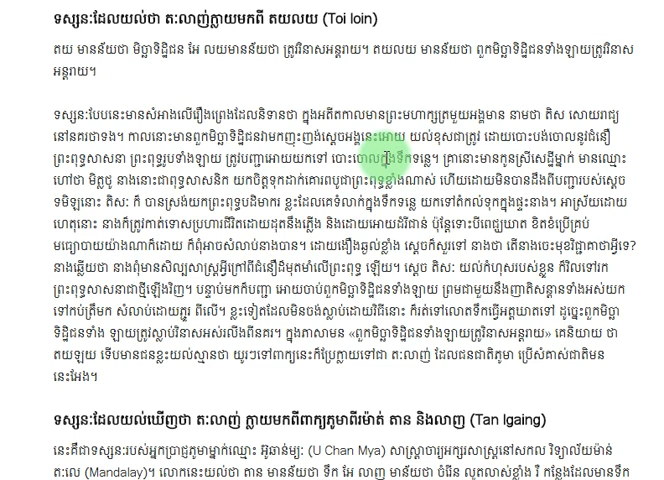 ទស្សនៈដែលយល់ថា តៈលាញ់ក្លាយមកពី តយលយ (Toi loin)
តយ មានន័យថា មិច្ឆាទិដ្ឋិជន អែ លយមានន័យថា ត្រូវវិនាសអន្តរាយ។ តយលយ មានន័យថា ពួកមិច្ឆាទិដ្ឋិជនទាំងឡាយត្រូវវិនាស
អន្តរាយ។
ទស្សនៈបែបនេះមានសំអាងលើរឿងព្រេងដែលនិទានថា ក្នុងអតីតកាលមានព្រះមហាក្សត្រមួយអង្គមាន នាមថា តិស សោយរាជ្យ
នៅនគរថាទង។ កាលនោះមានពួកមិច្ឆាទិដ្ឋិជនវាមកញុះញង់ស្តេចអង្គនេះអោយ យល់ខុសជាត្រូវ ដោយបោះបង់ចោលនូវជំនឿ
ព្រះពុទ្ធសាសនា ព្រះពុទ្ធរូបទាំងឡាយ ត្រូវបញ្ជាអោយយកទៅ បោះចោលក្នុងទឹកទន្លេ។ គ្រានោះមានកូនស្រីសេដ្ឋីម្នាក់ មានឈ្មោះ
ហៅថា មិត្តចូ នាងនោះជាពុទ្ធសាសនិក យកចិត្តទុកដាក់គោរពបូជាព្រះពុទ្ធខ្លាំងណាស់ ហើយដោយមិនបានដឹងពីបញ្ជារបស់ស្តេច
ទមិឡនោះ តិសៈ ក៏ បានស្រង់យកព្រះពុទ្ធបដិមាករ ខ្លះដែលគេទំលាក់ក្នុងទឹកទន្លេ យកទៅតំកល់ទុកក្នុងផ្ទះនាង។ អាស្រ័យដោយ
ហេតុនោះ នាងក៏ត្រូវកាត់ទោសប្រហារជីវិតដោយដុតនឹងភ្លើង និងដោយអោយដំរីជាន់ ប៉ុន្តែទោះបីពេជ្ឈឃាត ខិតខំប្រើគ្រប់
មធ្យោបាយយ៉ាងណាក៏ដោយ ក៏ពុំអាចសំលាប់នាងបាន។ ដោយងឿងឆ្ងល់ខ្លាំង ស្តេចក៏សួរទៅ នាងថា តើនាងចេះមុខវិជ្ជាគាថាអ្វីទេ?
នាងឆ្លើយថា នាងពុំមានសិល្បសាស្ត្រអ្វីក្រៅពីជំនឿដ៏មុតមាំលើព្រះពុទ្ធ ឡើយ។ ស្តេច តិសៈ យល់កំហុសរបស់ខ្លួន ក៏វិលទៅរក
ព្រះពុទ្ធសាសនាជាថ្មីឡើងវិញ។ បន្ទាប់មកក៏បញ្ជា អោយចាប់ពួកមិច្ឆាទិដ្ឋិជនទាំងឡាយ ព្រមជាមួយនឹងញាតិសន្តានទាំងអស់យក
ទៅកប់ត្រឹមក សំលាប់ដោយភ្ជួរ ពីលើ។ ខ្លះទៀតដែលមិនចង់ស្លាប់ដោយវិធីនោះ ក៏រត់ទៅលោតទឹកធ្វើអត្តឃាតទៅ ដូច្នេះពួកមិច្ឆា
ទិដ្ឋិជនទាំង ឡាយត្រូវស្លាប់វិនាសអស់រលីងពីនគរ។ ក្នុងភាសាមន «ពួកមិច្ឆាទិដ្ឋិជនទាំងឡាយត្រូវវិនាសអន្តរាយ» គេនិយាយ ថា
តយឡយ ទើបមានជនខ្លះយល់ស្មានថា យូរៗទៅពាក្យនេះក៏ប្រែក្លាយទៅជា តៈលាញ់ ដែលជនជាតិភូមា ប្រើសំគាស់ជាតិមន
នេះអែង។
ទស្សនៈដែលយល់ឃើញថា តៈលាញ់ ក្លាយមកពីពាក្យភូមាពីរម៉ាត់ តាន និងលាញ (Tan lgaing)
នេះគឺជាទស្សនៈរបស់អ្នកប្រាជ្ញភូមាម្នាក់ឈ្មោះ អ៊ូឆាន់ម្យៈ (U Chan Mya) សាស្ត្រាចារ្យអក្សរសាស្ត្រនៅសកល វិទ្យាល័យម៉ាន់
តៈលេ (Mandalay)។ លោកនេះយល់ថា តាន មានន័យថា ទឹក អែ លាញ មាន័យថា ចំរើន លូតលាស់ខ្លាំង រឺ កន្លែងដែលមានទឹក